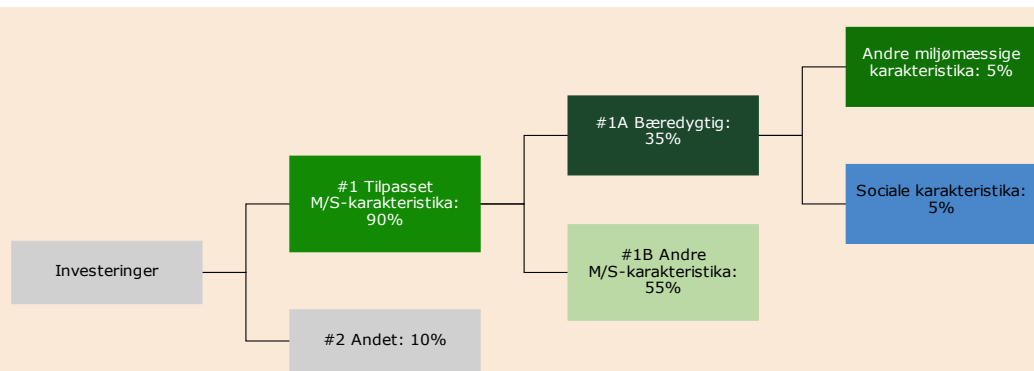 Investeringer
#1 Tilpasset
M/S-karakteristika:
90%
#2 Andet: 10%
#1A Bæredygtig:
35%
#1B Andre
M/S-karakteristika:
55%
Andre miljømæssige
karakteristika: 5%
Sociale karakteristika:
5%